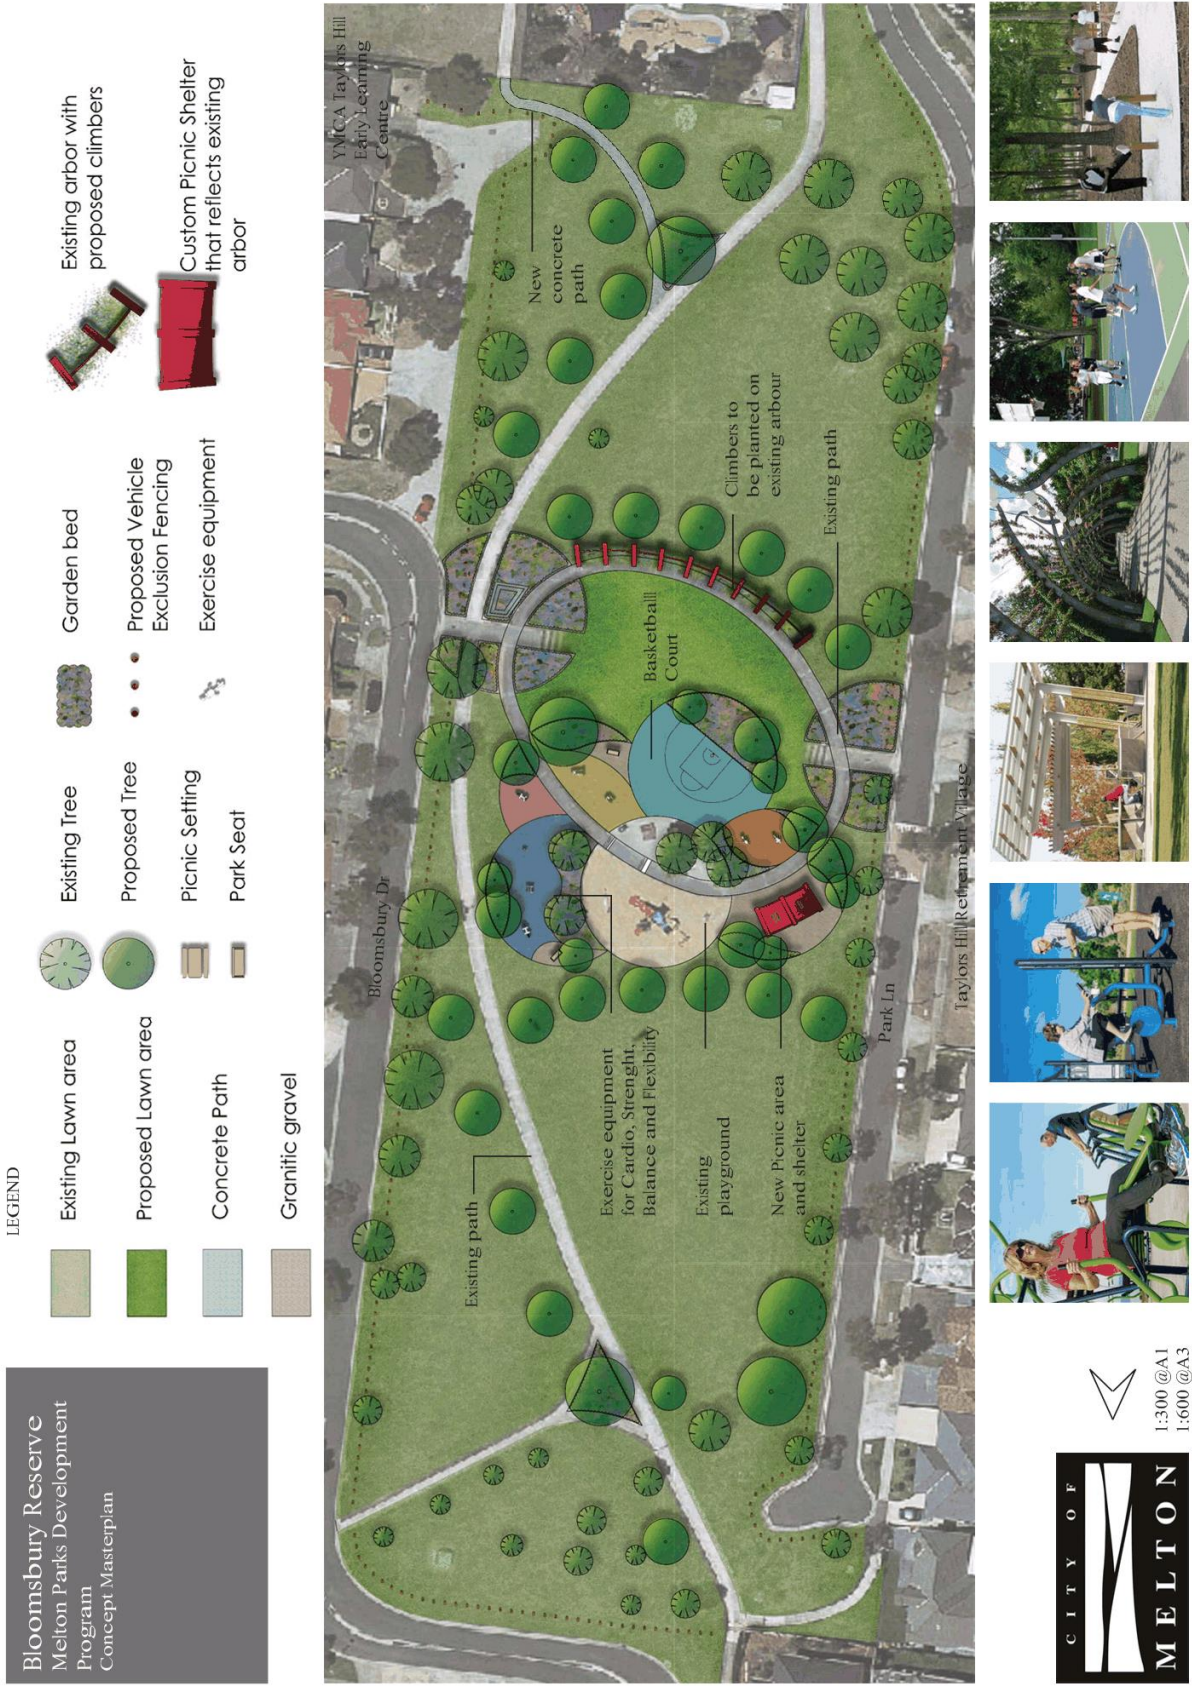 Bloomsbury Reserve
Melton Parks Development
Program
Concept Masterplan
LEGEND
Existing Lawn area
Proposed Lawn area
Concrete Path
Granitic gravel
Existing Tree
Proposed Tree
Picnic Setting
Park Seat
Garden bed
Proposed Vehicle
Exclusion Fencing
Exercise equipment
Existing arbor with
proposed climbers
Custom Picnic Shelter
that reflects existing
arbor
YMCA Taylors Hill
Early Learning
Centre
New
concrete
path
Bloomsbury Dr
Existing path
Exercise equipment
for Cardio, Strenght,
Balance and Flexibility
Existing
playground
New Picnic area
and shelter
Basketball
Court
Climbers to
be planted on
existing arbour
Existing path
Park Ln
Taylors Hill Retirement Village
CITY OF
MELTON
1:300 @A1
1:600 @A3